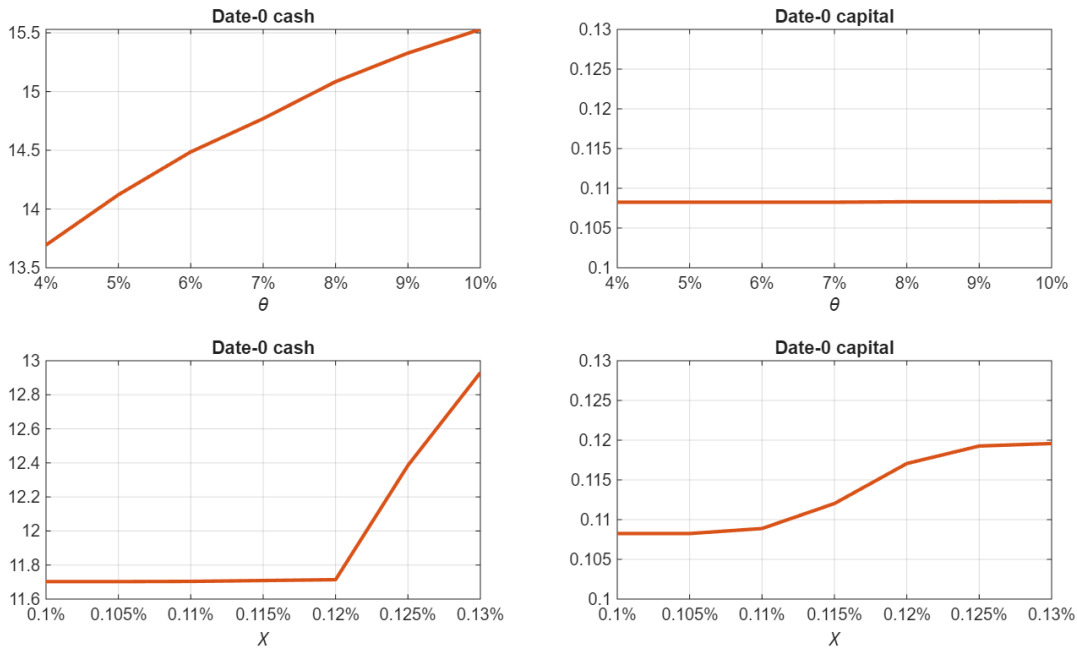 Date-0 cash
15.5
15
14.5
14
13.5
4% 5% 6% 7% 8% 9% 10%
θ
Date-0 capital
0.13
0.125
0.12
0.115
0.11
0.105
0.1
4% 5% 6% 7% 8% 9% 10%
θ
Date-0 cash
13
12.8
12.6
12.4
12.2
12
11.8
11.6
0.1% 0.105% 0.11% 0.115% 0.12% 0.125% 0.13%
χ
Date-0 capital
0.13
0.125
0.12
0.115
0.11
0.105
0.1
0.1% 0.105% 0.11% 0.115% 0.12% 0.125% 0.13%
χ